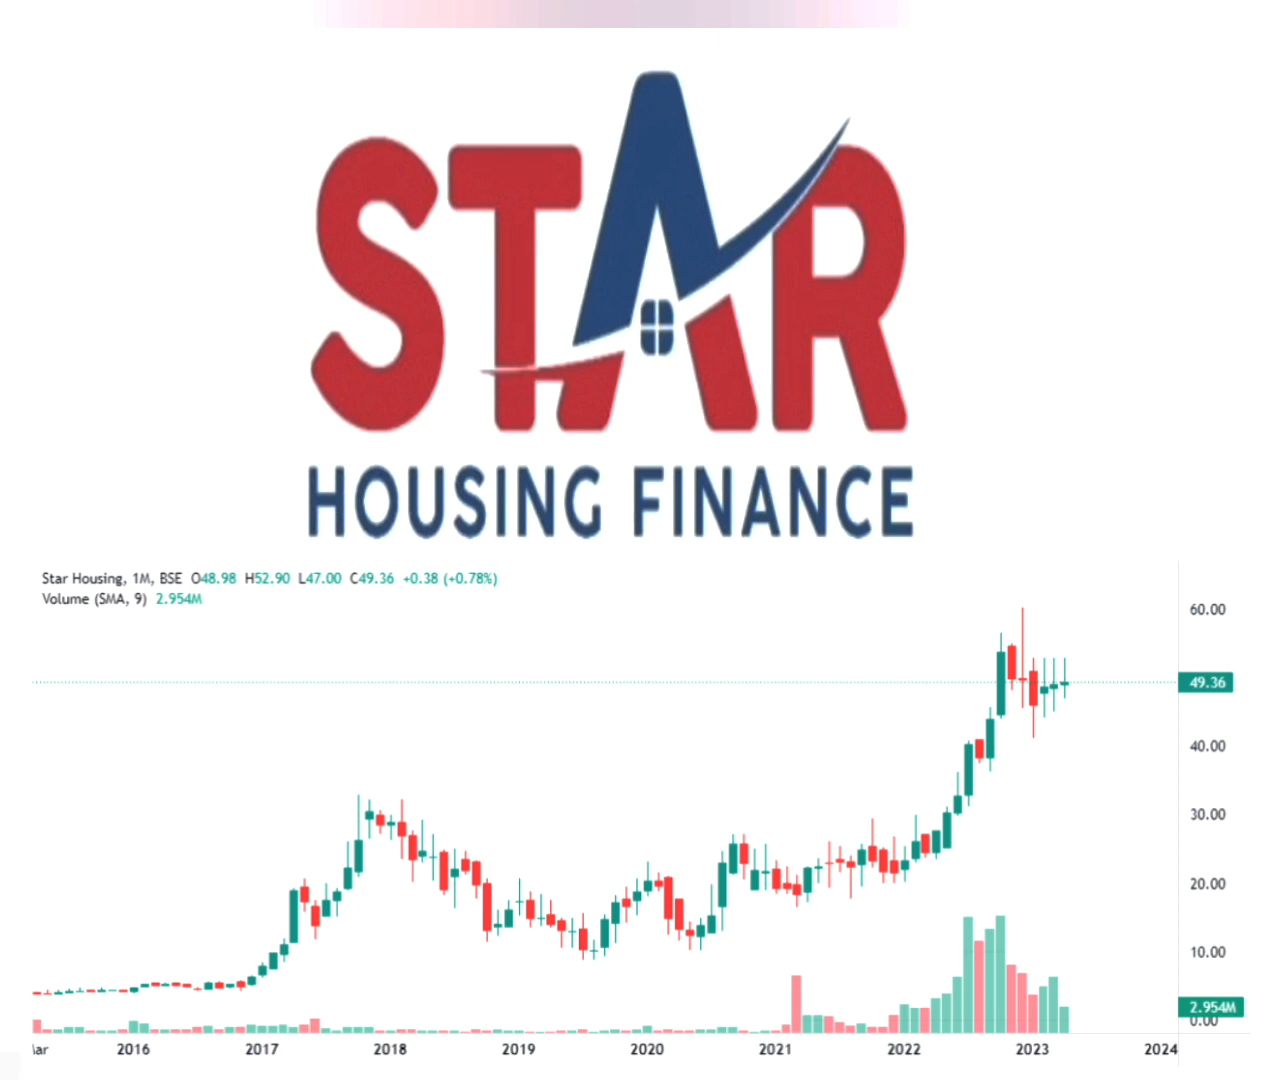 STAR
HOUSING FINANCE
Star Housing, 1M, BSE O48.98 H52.90 L47.00 C49.36 +0.38 (+0.78%)
Volume (SMA, 9) 2.954M
60.00
49.36
40.00
30.00
20.00
10.00
2.954M
0.00
2016 2017 2018 2019 2020 2021 2022 2023 2024